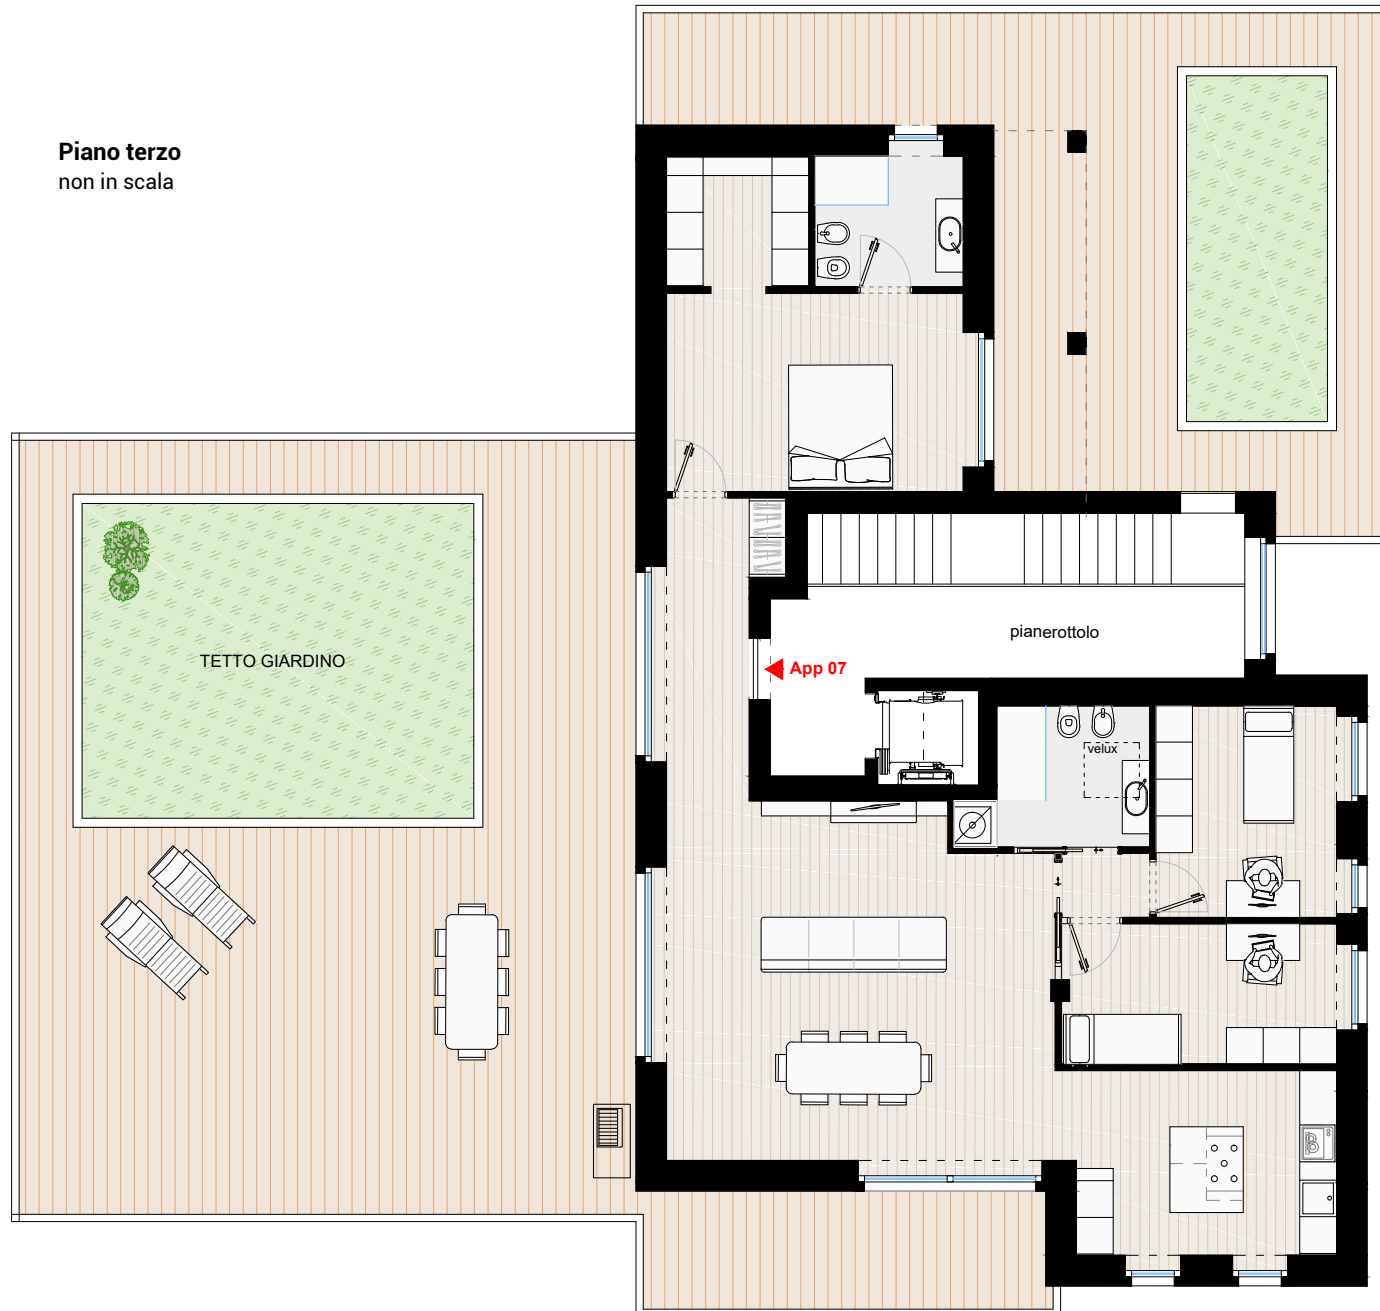 Piano terzo
non in scala
pianerottolo
TETTO GIARDINO
App 07
velux